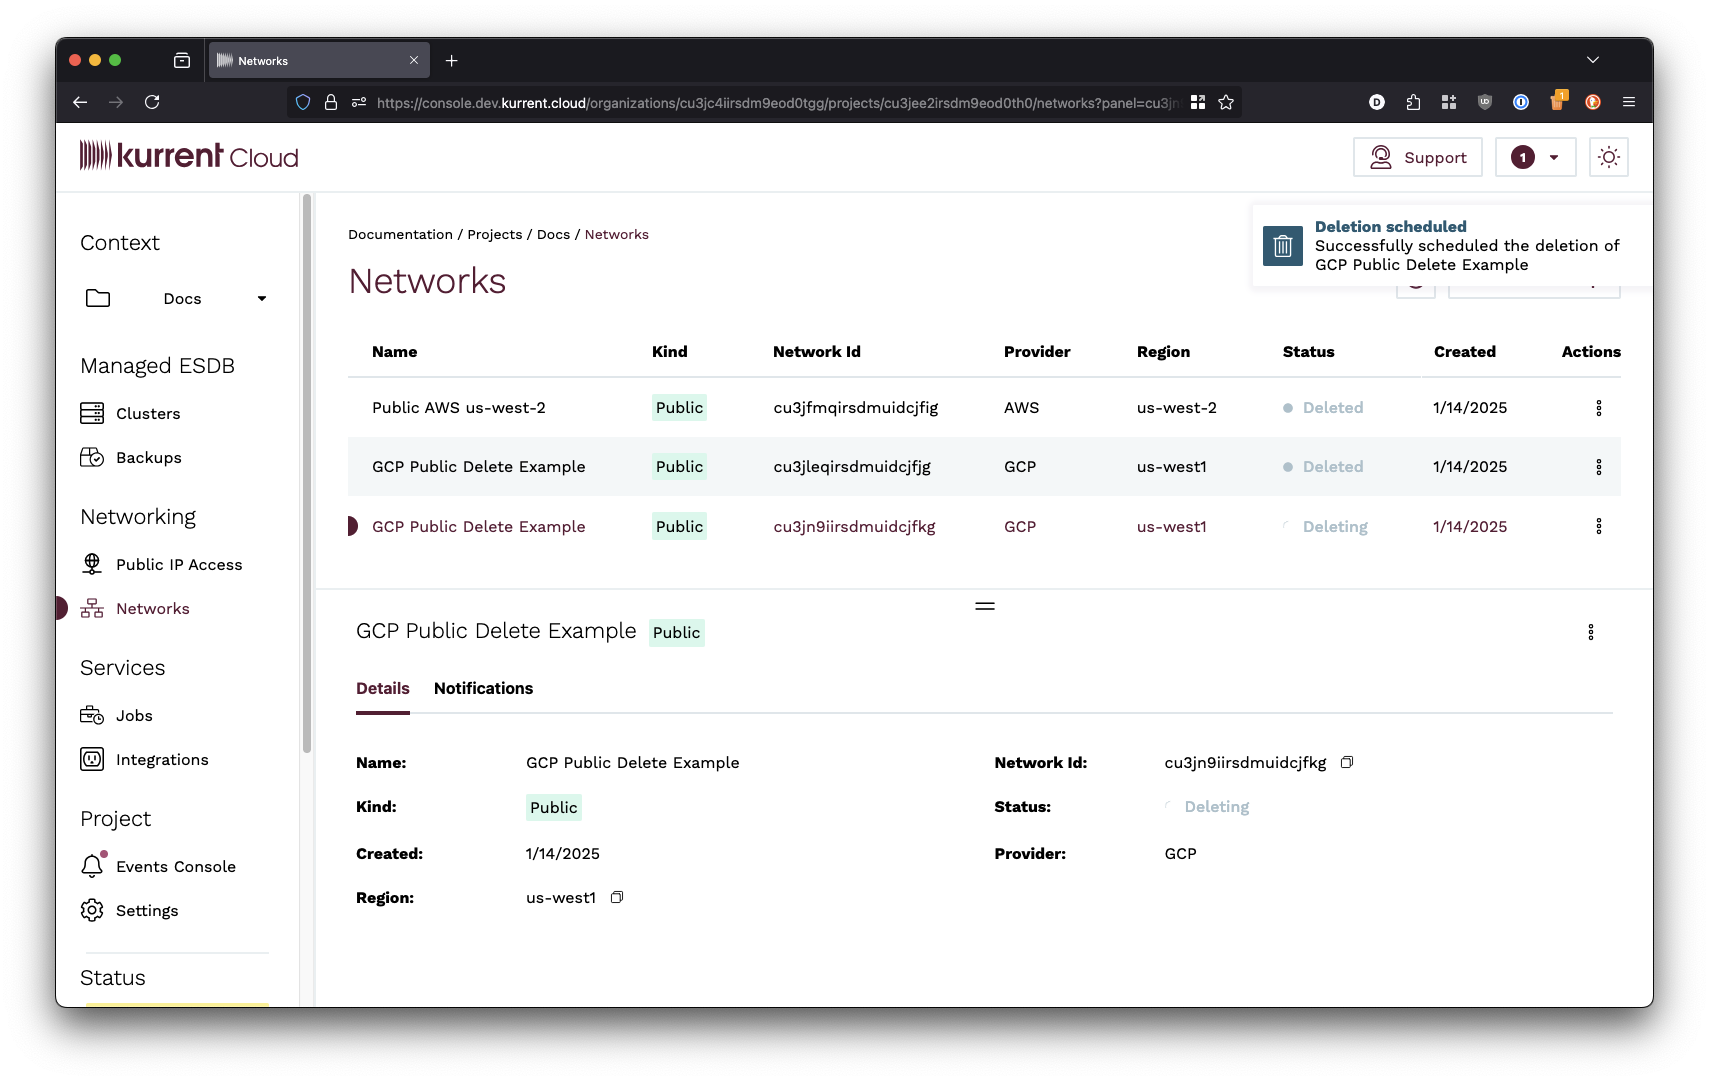 Networks
https://console.dev.kurrent.cloud/organizations/cu3jc4iirsdm9eod0tgg/projects/cu3jee2irsdm9eod0th0/networks?panel=cu3j
1
kurrent Cloud
Support
1
Context
Docs
Managed ESDB
Clusters
Backups
Networking
Public IP Access
Networks
Services
Jobs
Integrations
Project
Events Console
Settings
Status
Documentation / Projects / Docs / Networks
Networks
Deletion scheduled
Successfully scheduled the deletion of
GCP Public Delete Example
Name Kind Network Id Provider Region Status Created Actions
Public AWS us-west-2 Public cu3jfmqirsdmuidcjfig AWS us-west-2 Deleted 1/14/2025
GCP Public Delete Example Public cu3jleqirsdmuidcjfjg GCP us-west1 Deleted 1/14/2025
GCP Public Delete Example Public cu3jn9iirsdmuidcjfkg GCP us-west1 Deleting 1/14/2025
GCP Public Delete Example Public
Details Notifications
Name: GCP Public Delete Example Network Id: cu3jn9iirsdmuidcjfkg
Kind: Public Status: Deleting
Created: 1/14/2025 Provider: GCP
Region: us-west1